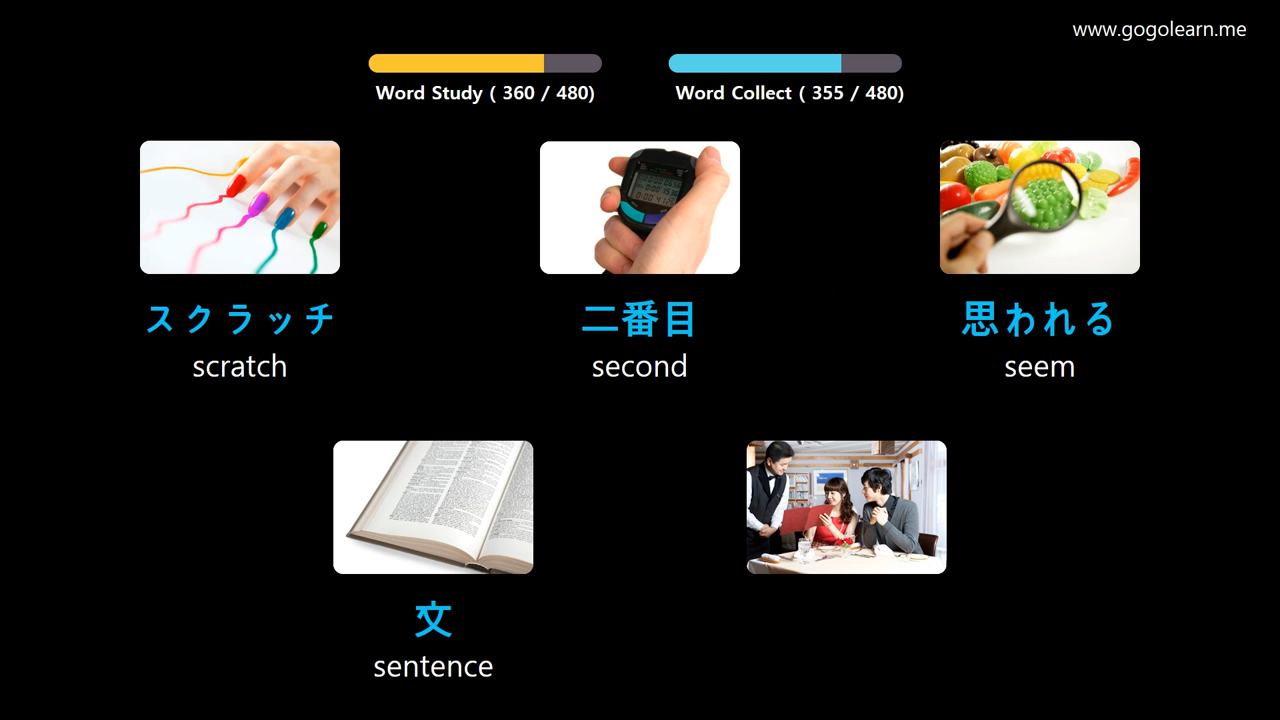 www.gogolearn.me
Word Study ( 360 / 480)
Word Collect ( 355 / 480)
スクラッチ
scratch
二番目
second
思われる
seem
文
sentence